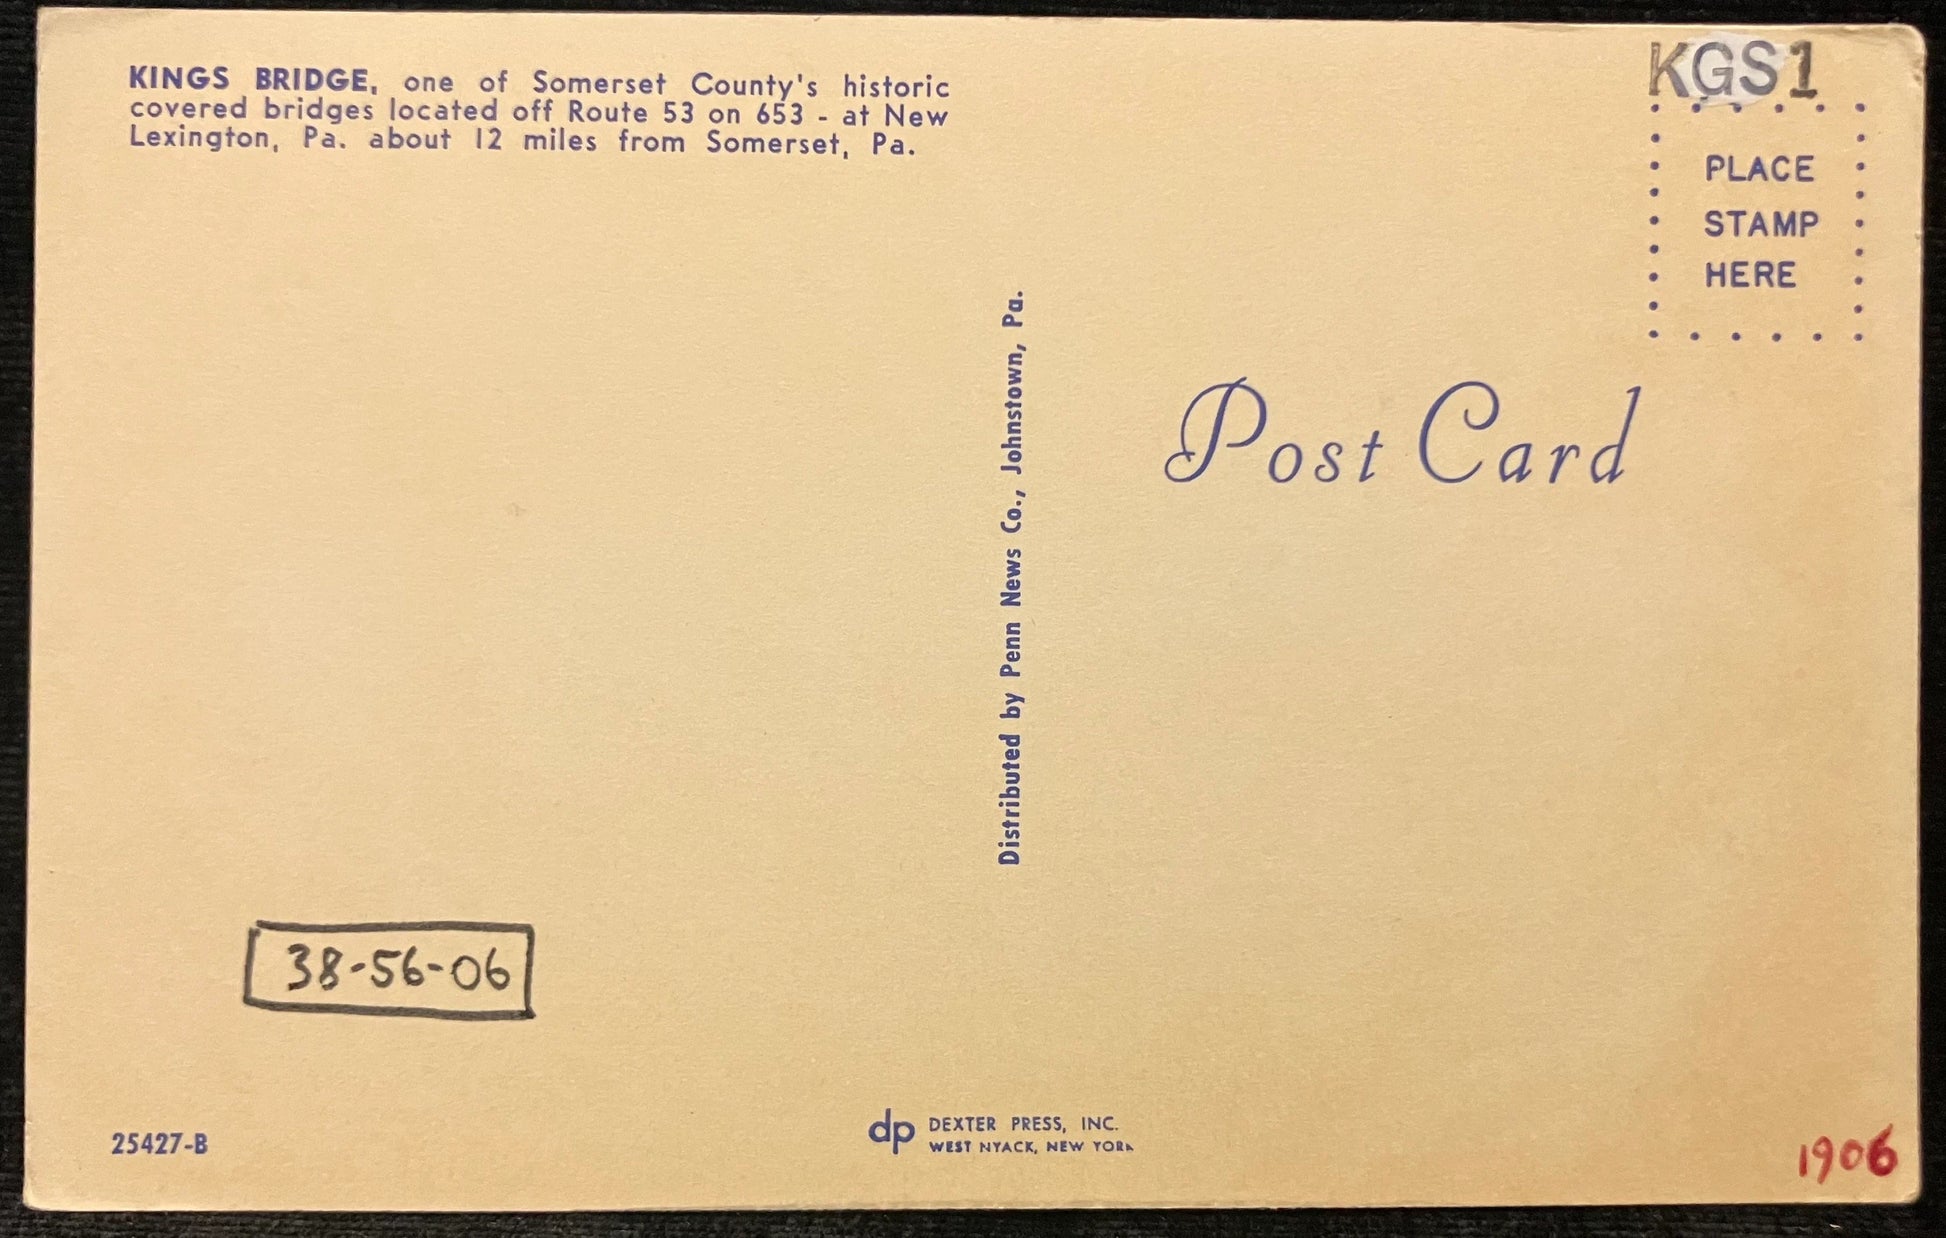 KINGS BRIDGE, one of Somerset County's historic
covered bridges located off Route 53 on 653 - at New
Lexington, Pa. about 12 miles from Somerset, Pa.
KGS1
PLACE
STAMP
HERE
Post Card
Distributed by Penn News Co., Johnstown, Pa.
38-56-06
25427-B
dp DEXTER PRESS, INC.
WEST NYACK, NEW YORK
1906